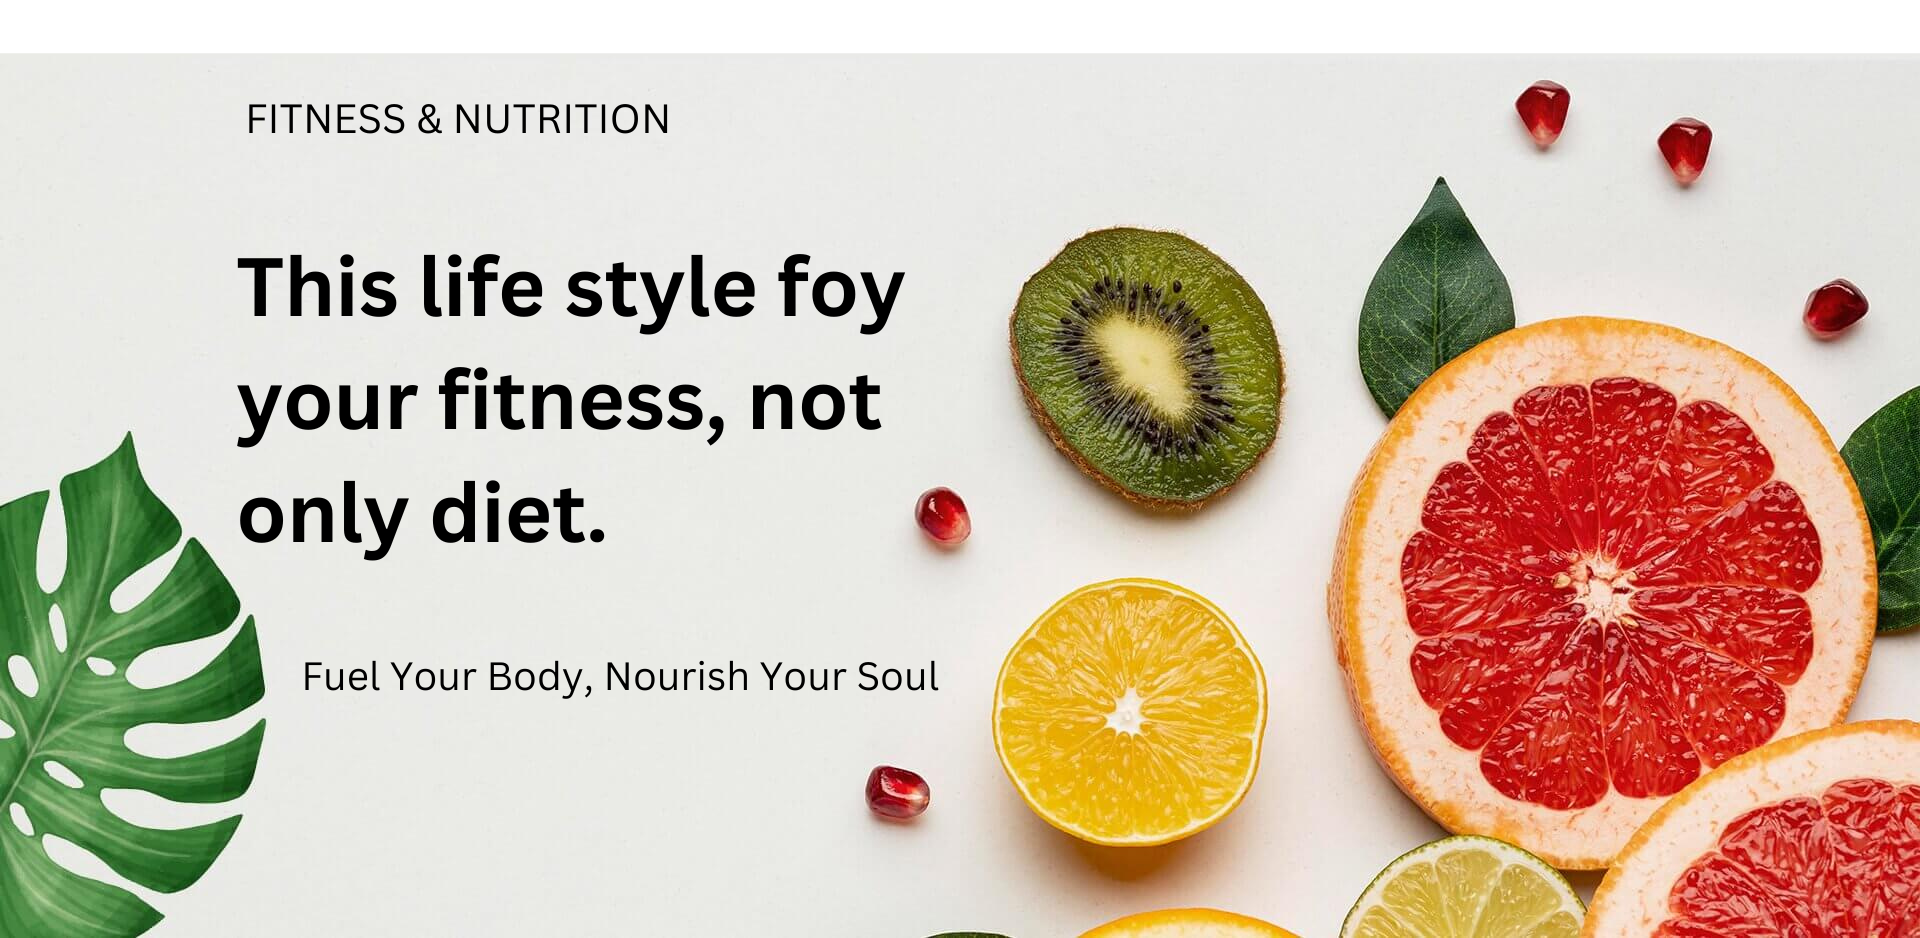 FITNESS & NUTRITION
This life style foy
your fitness, not
only diet.
Fuel Your Body, Nourish Your Soul